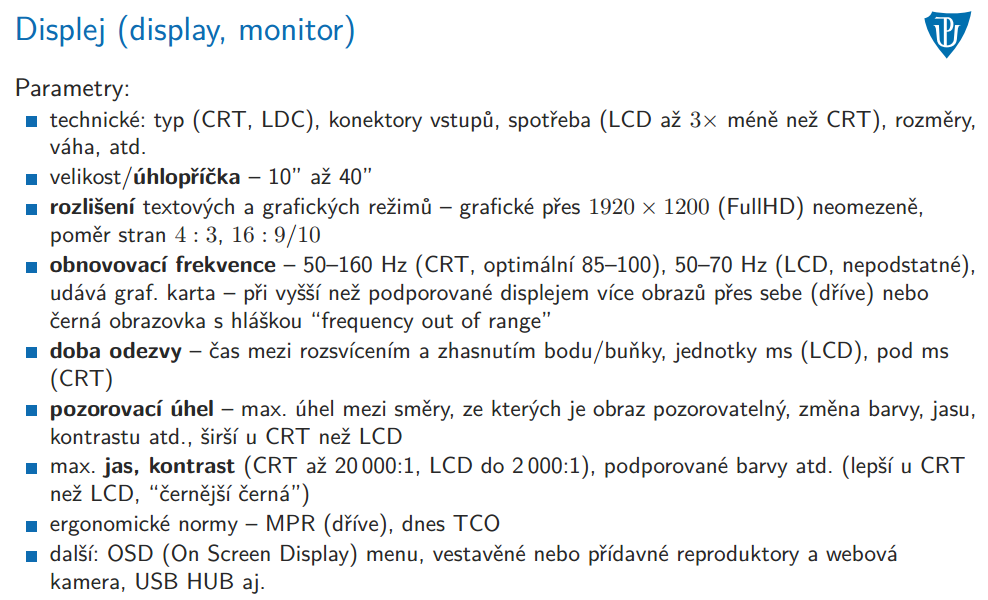 Displej (display, monitor)
Parametry:
technické: typ (CRT, LDC), konektory vstupů, spotřeba (LCD až 3× méně než CRT), rozměry,
váha, atd.
velikost/úhlopříčka – 10” až 40”
rozlišení textových a grafických režimů – grafické přes 1920 × 1200 (FullHD) neomezeně,
poměr stran 4 : 3, 16 : 9/10
obnovovací frekvence – 50–160 Hz (CRT, optimální 85–100), 50–70 Hz (LCD, nepodstatné),
udává graf. karta – při vyšší než podporované displejem více obrazů přes sebe (dříve) nebo
černá obrazovka s hláškou “frequency out of range”
doba odezvy – čas mezi rozsvícením a zhasnutím bodu/buňky, jednotky ms (LCD), pod ms
(CRT)
pozorovací úhel – max. úhel mezi směry, ze kterých je obraz pozorovatelný, změna barvy, jasu,
kontrastu atd., širší u CRT než LCD
max. jas, kontrast (CRT až 20 000:1, LCD do 2 000:1), podporované barvy atd. (lepší u CRT
než LCD, “černější černá”)
ergonomické normy – MPR (dříve), dnes TCO
další: OSD (On Screen Display) menu, vestavěné nebo přídavné reproduktory a webová
kamera, USB HUB aj.